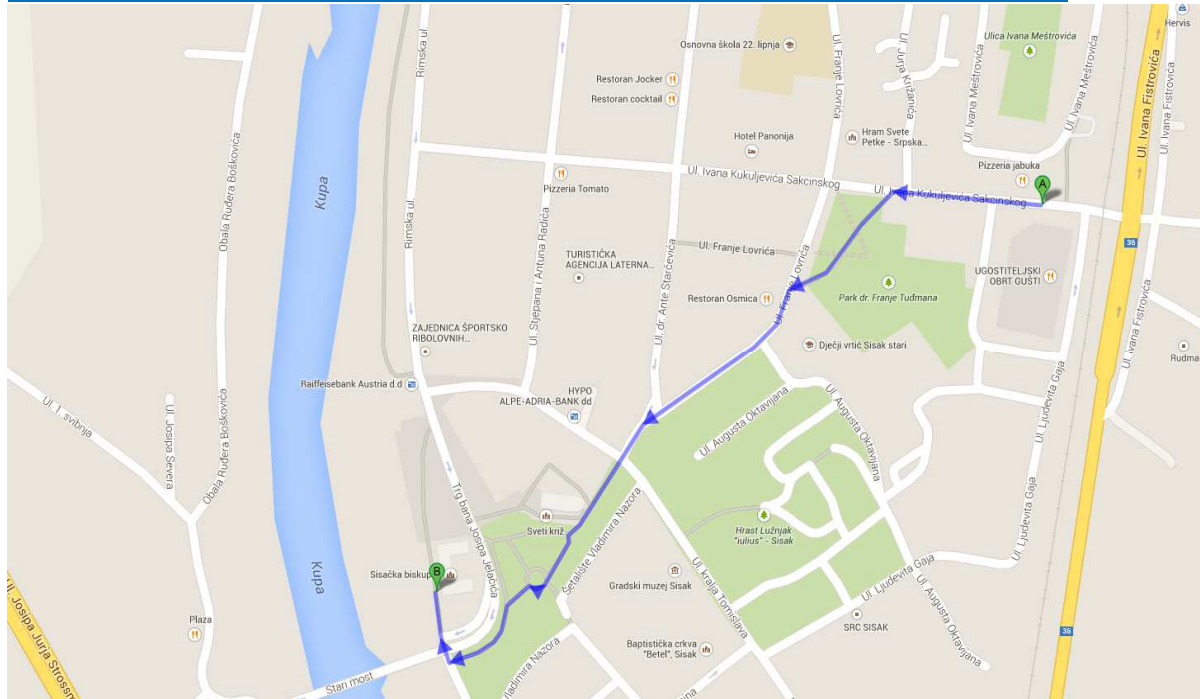 Hervis
Ulica Ivana Meštrovića
Osnovna škola 22. lipnja
Rimska ul.
Ul. Franje Lovrića
Ul. Jurja Križanića
Ul. Ivana Meštrovića
Ul. Ivana Meštrovića
Ul. Ivana Fistrovića
Ul. Ivana Fistrovića
Restoran Jocker
Restoran cocktail
Hotel Panonija
Hram Svete
Petke - Srpska...
Pizzeria jabuka
Kupa
Obala Ruđera Boškovića
Pizzeria Tomato
Ul. Ivana Kukuljevića Sakcinskog
Ul. Ivana Kukuljevića Sakcinskog
A
Rimska ul.
36
Ul. Stjepana i Antuna Radića
Ul. dr. Ante Starčevića
Ul. Franje Lovrića
Ul. Franje Lovrića
TURISTIČKA
AGENCIJA LATERNA...
UGOSTITELJSKI
OBRT GUŠTI
Restoran Osmica
Park dr. Franje Tuđmana
Ul. Ivana Fistrovića
ZAJEDNICA ŠPORTSKO
RIBOLOVNIH...
Dječji vrtić Sisak stari
Rudma
Raiffeisebank Austria d.d
HYPO
ALPE-ADRIA-BANK dd
Ul. 1. svibnja
Ul. Josipa Severa
Obala Ruđera Boškovića
Ul. Augusta Oktavijana
Ul. Augusta Oktavijana
Ul. Ljudevita Gaja
Trg bana Josipa Jelačića
Sveti križ
Šetalište Vladimira Nazora
Hrast Lužnjak
"iulius" - Sisak
Kupa
B
Sisačka biskup
Gradski muzej Sisak
Ul. kralja Tomislava
Ul. Ljudevita Gaja
Ul. Ljudevita Gaja
Ul. Augusta Oktavijana
Ul. Josipa Jurja Strossm
Plaza
SRC SISAK
36
Baptistička crkva
"Betel", Sisak
Stari most
Vladimira Nazora